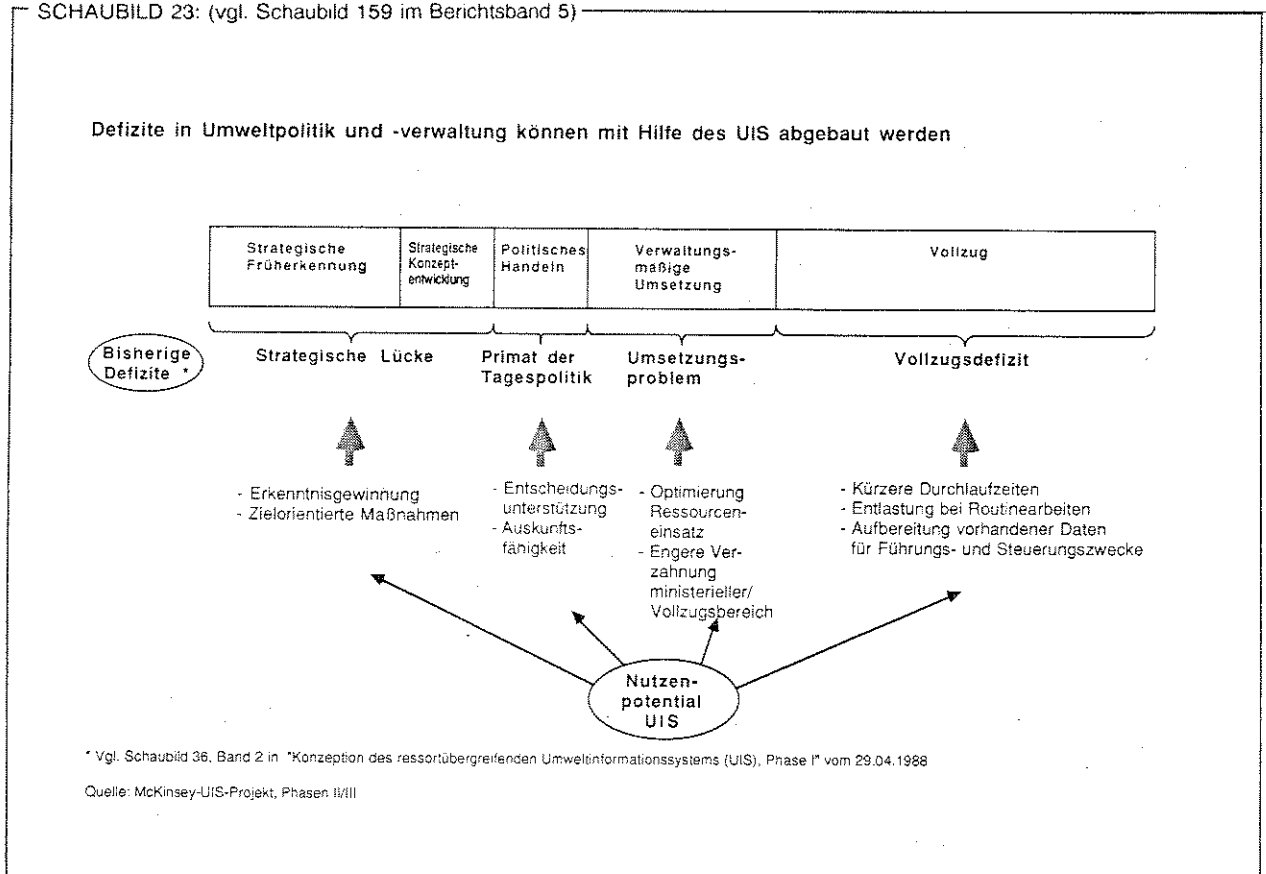 SCHAUBILD 23: (vgl. Schaubild 159 im Berichtsband 5)
Defizite in Umweltpolitik und -verwaltung können mit Hilfe des UIS abgebaut werden
Strategische
Früherkennung
Strategische
Konzept-
entwicklung
Politisches
Handeln
Verwaltungs-
mäßige
Umsetzung
Vollzug
Bisherige
Defizite *
Strategische Lücke
Primat der
Tagespolitik
Umsetzungs-
problem
Vollzugsdefizit
- Erkenntnisgewinnung
- Zielorientierte Maßnahmen
- Entscheidungs-
unterstützung
- Auskunfts-
fähigkeit
- Optimierung
Ressourcen-
einsatz
- Engere Ver-
zahnung
ministerieller/
Vollzugsbereich
- Kürzere Durchlaufzeiten
- Entlastung bei Routinearbeiten
- Aufbereitung vorhandener Daten
für Führungs- und Steuerungszwecke
Nutzen-
potential
UIS
* Vgl. Schaubild 36, Band 2 in "Konzeption des ressortübergreifenden Umweltinformationssystems (UIS), Phase I" vom 29.04.1988
Quelle: McKinsey-UIS-Projekt, Phasen II/III